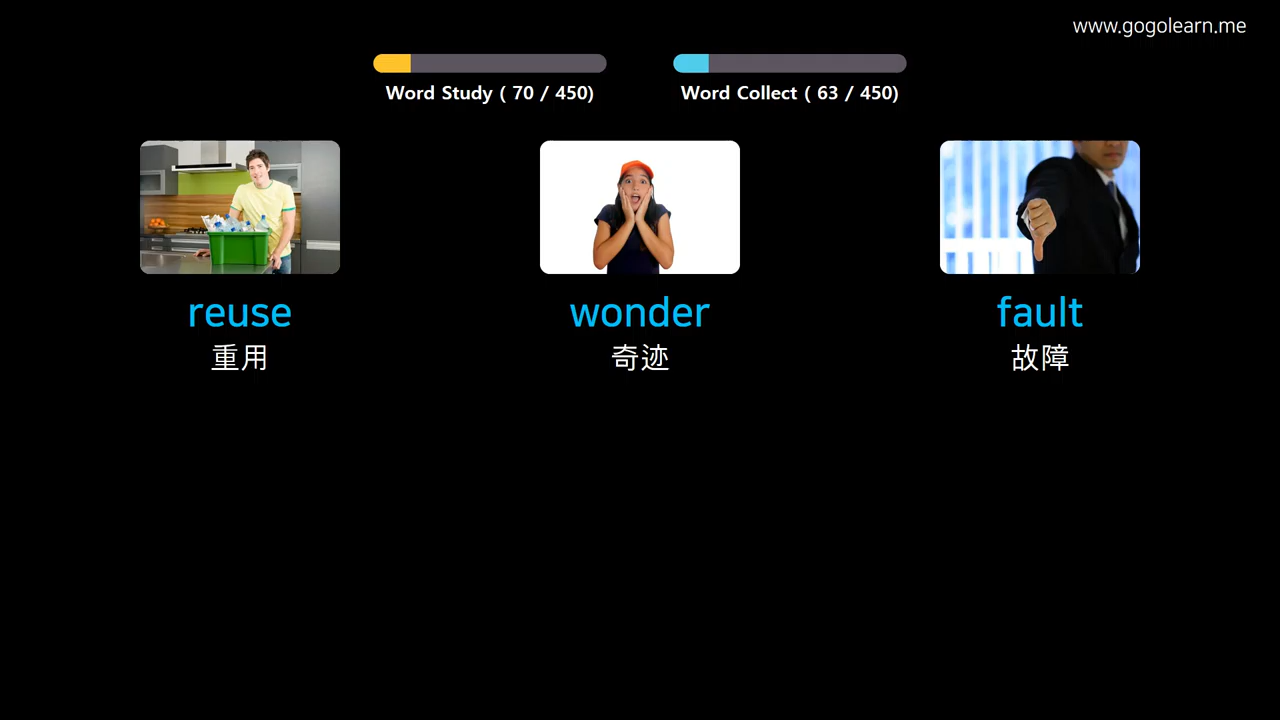 www.gogolearn.me
Word Study ( 70 / 450)
Word Collect ( 63 / 450)
reuse
重用
wonder
奇迹
fault
故障